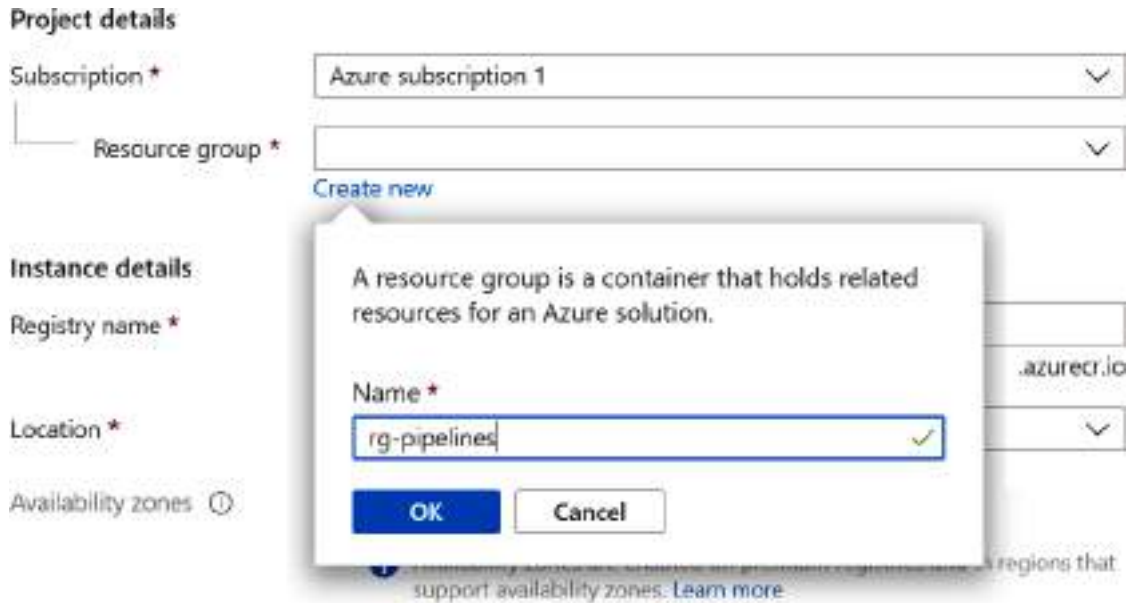 Project details
Subscription *
Azure subscription 1
Resource group *
Create new
A resource group is a container that holds related
resources for an Azure solution.
Instance details
Registry name *
.azurecr.io
Name *
rg-pipelines
Location *
OK
Cancel
Availability zones
regions that
support availability zones. Learn more